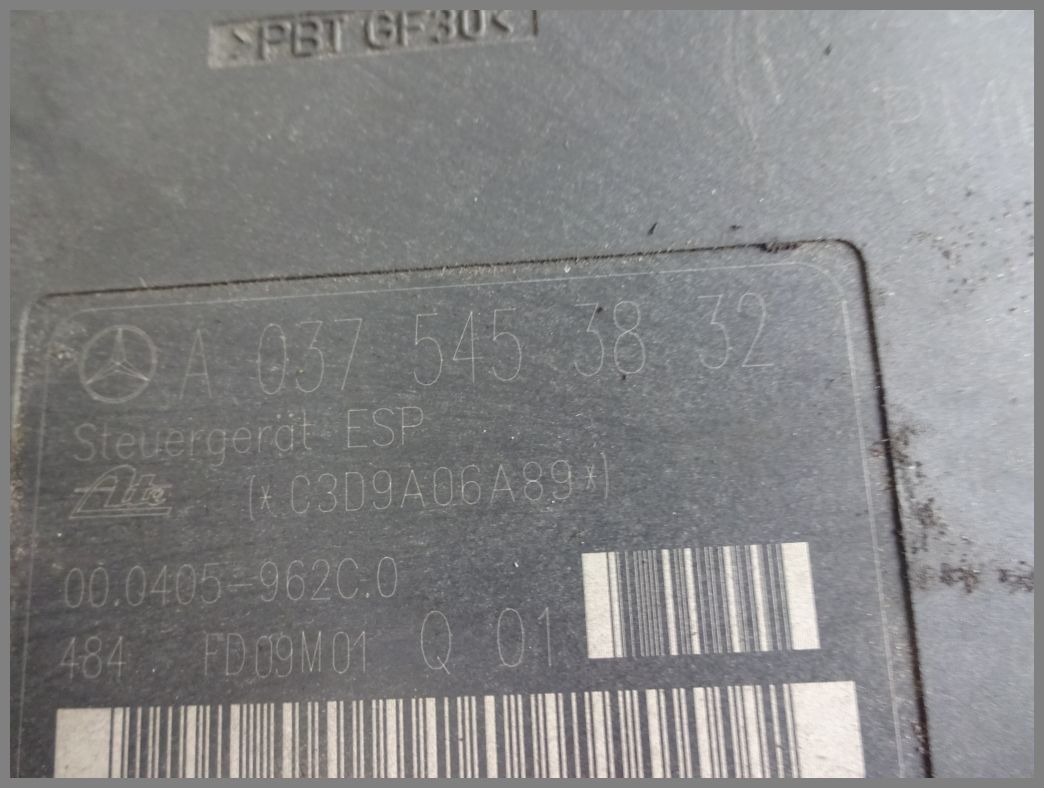 >PBT GF30<
A 037 545 38 32
Steuergerät ESP
Ate (*C3D9A06A89*)
00.0405-962C.0
484 FD09M01 Q 01